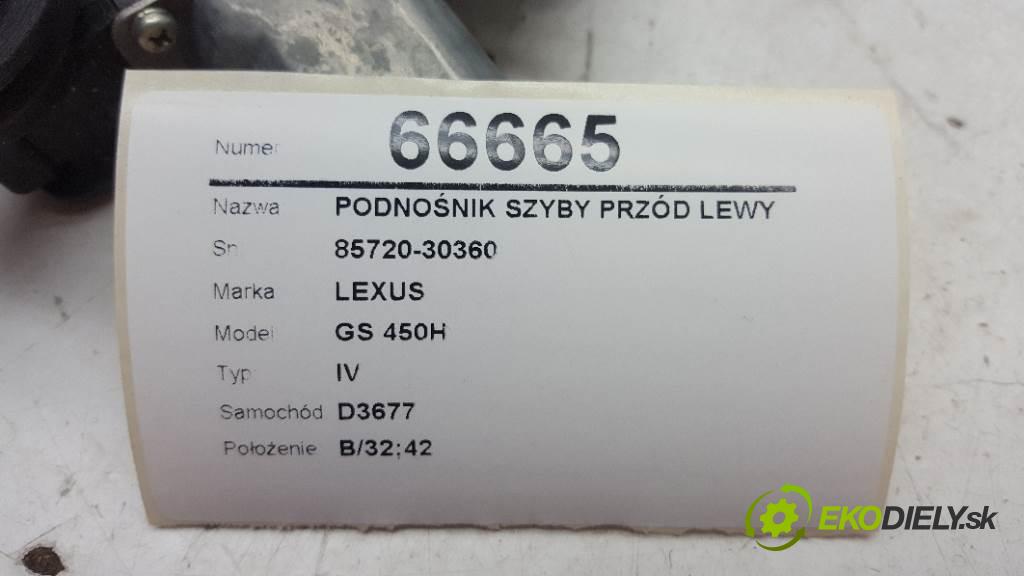 Numer 66665
Nazwa PODNOŚNIK SZYBY PRZÓD LEWY
Sn 85720-30360
Marka LEXUS
Model GS 450H
Typ IV
Samochód D3677
Położenie B/32;42
EKODIELY.sk